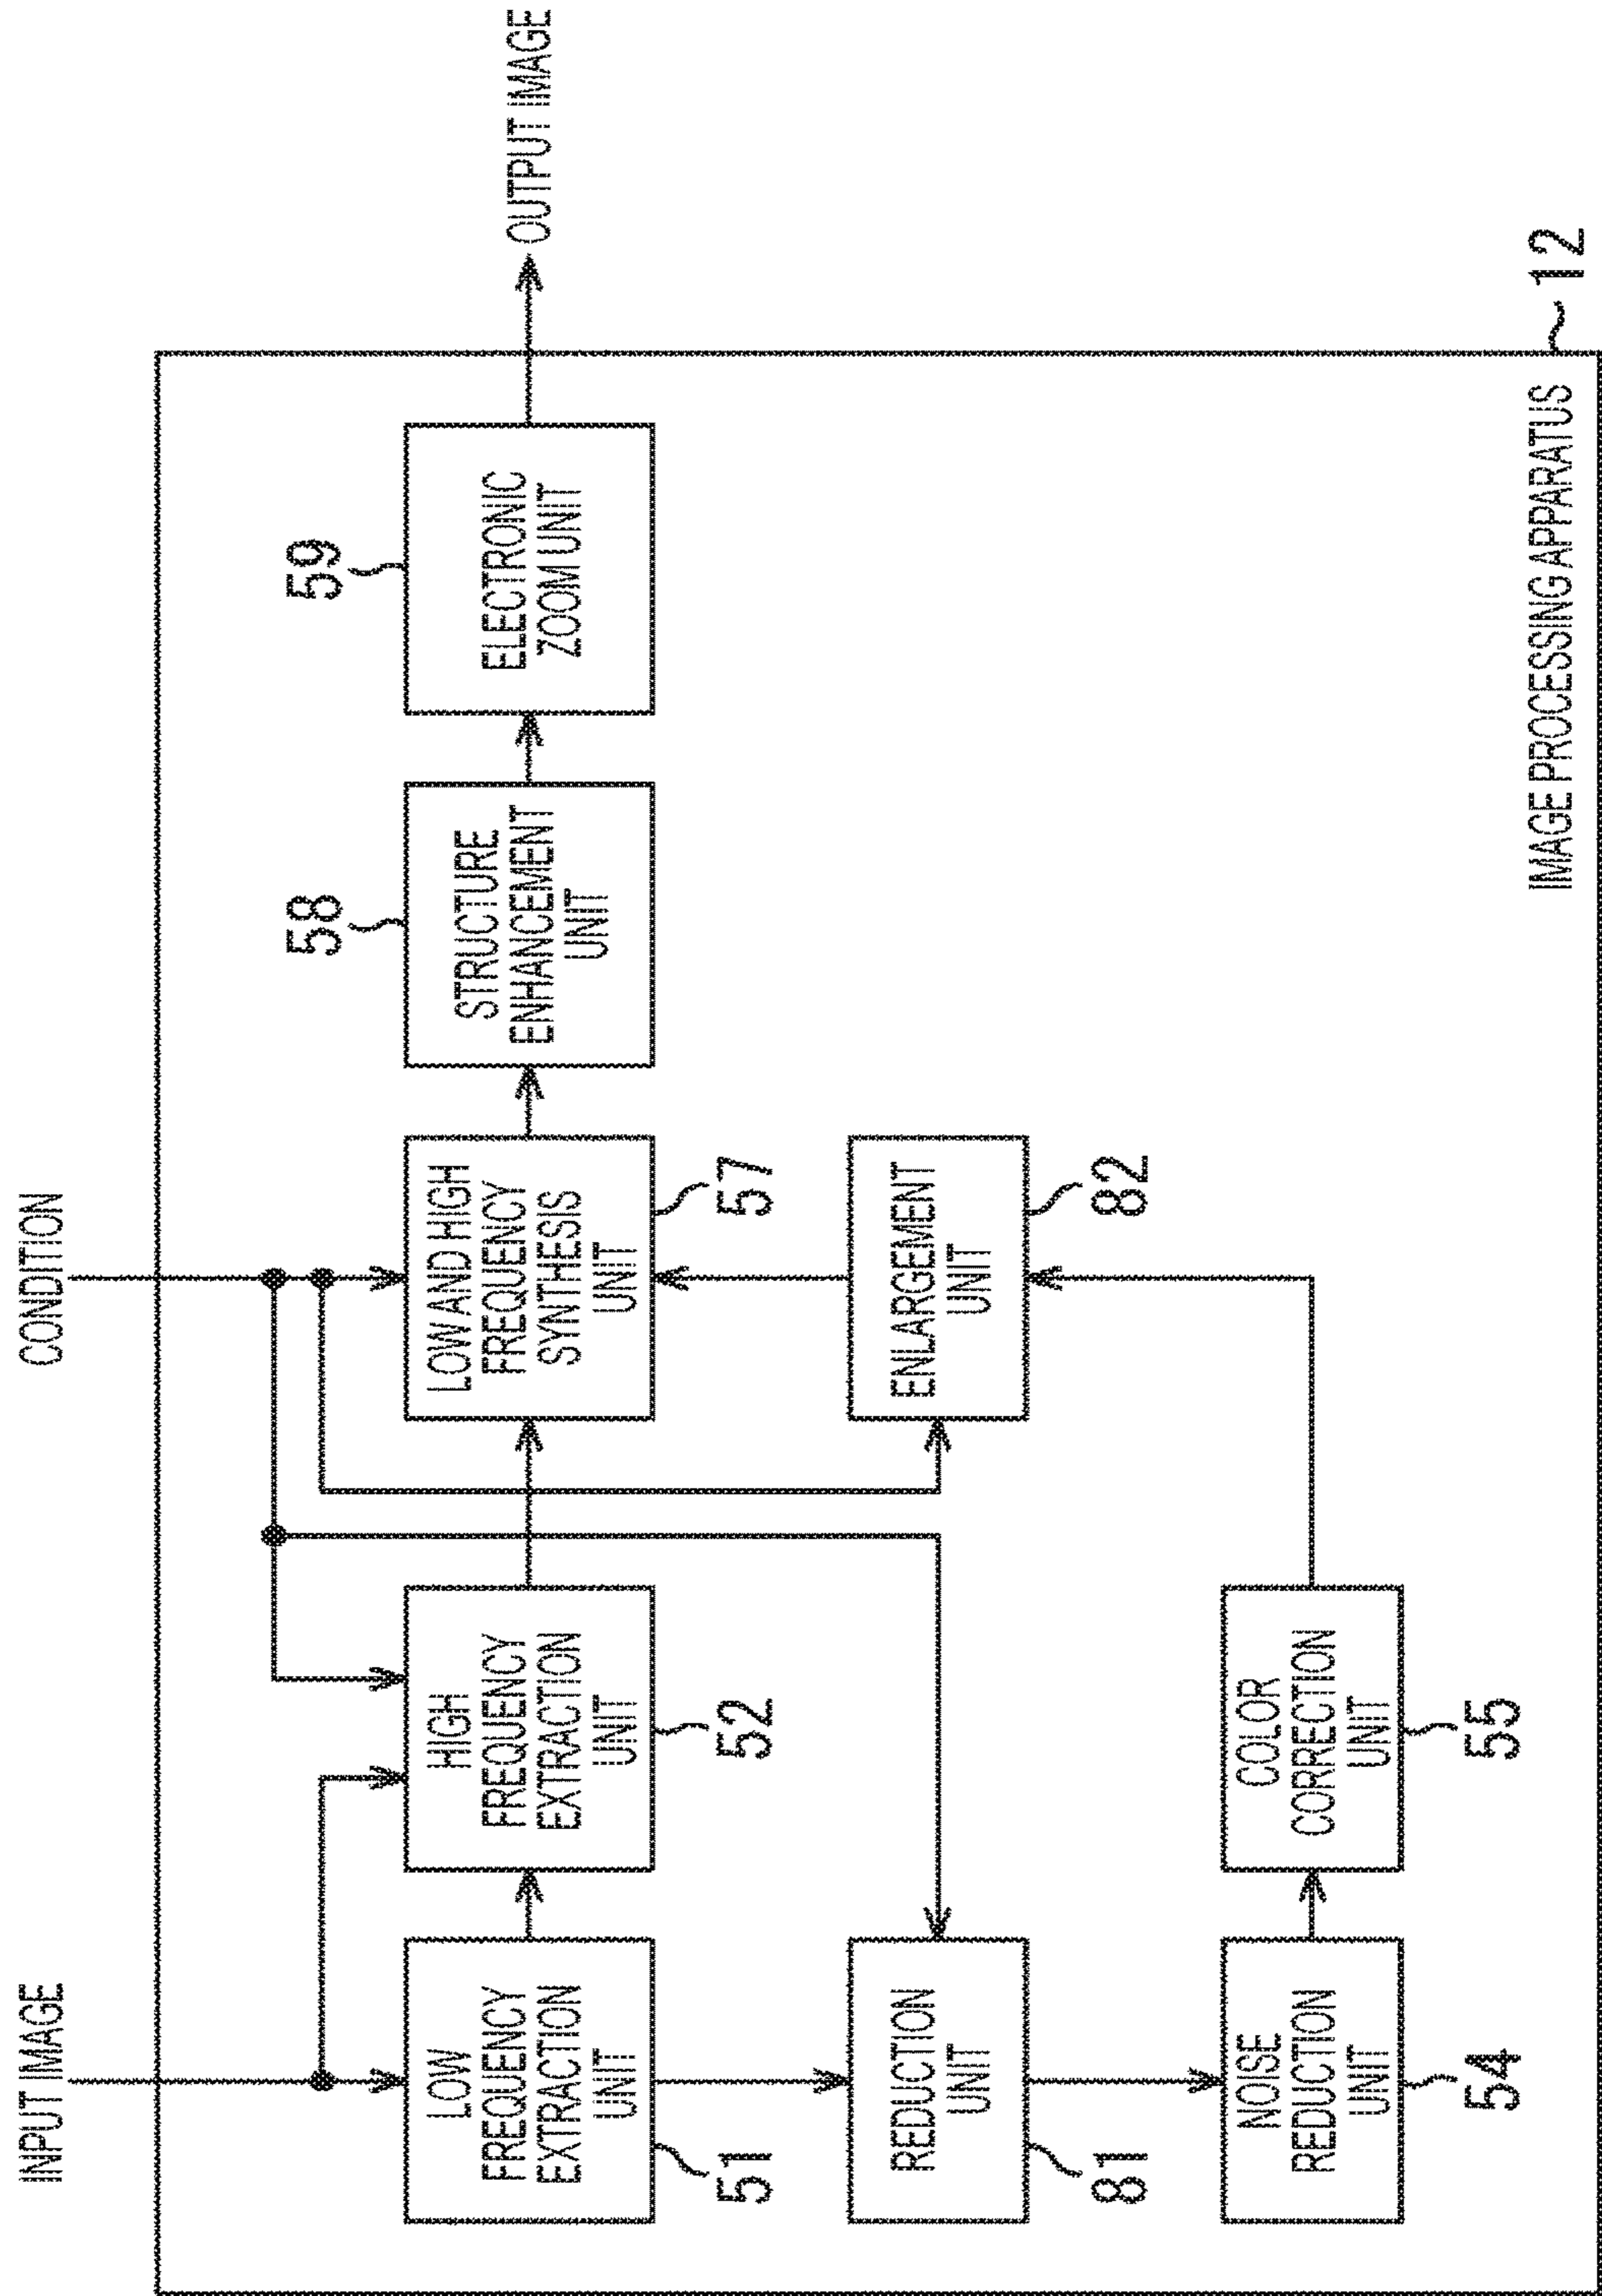 INPUT IMAGE
CONDITION
LOW
FREQUENCY
EXTRACTION
UNIT
51
HIGH
FREQUENCY
EXTRACTION
UNIT
52
LOW AND HIGH
FREQUENCY
SYNTHESIS
UNIT
57
STRUCTURE
ENHANCEMENT
UNIT
58
ELECTRONIC
ZOOM UNIT
59
OUTPUT IMAGE
REDUCTION
UNIT
81
ENLARGEMENT
UNIT
82
NOISE
REDUCTION
UNIT
54
COLOR
CORRECTION
UNIT
55
IMAGE PROCESSING APPARATUS
12